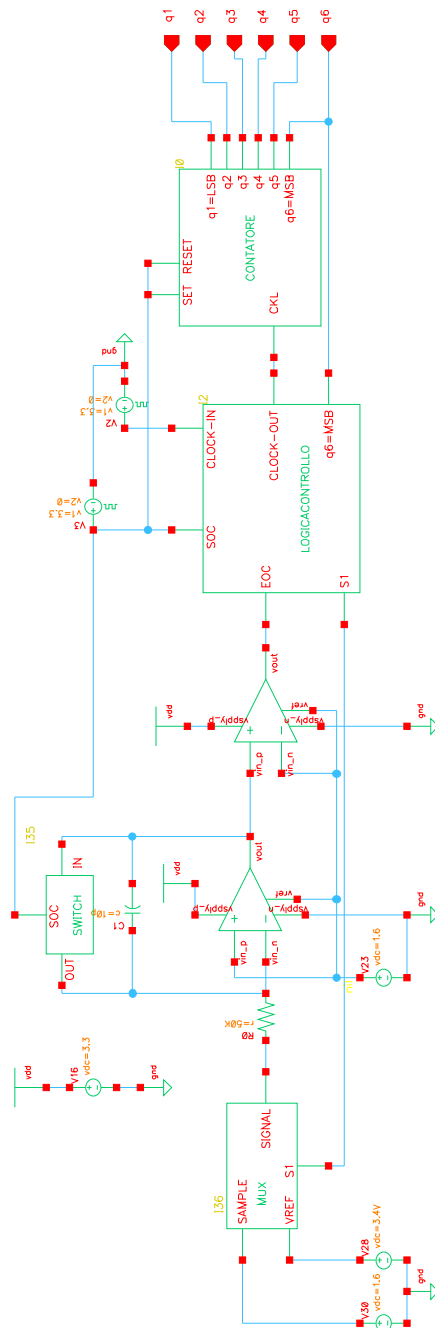 q1
q2
q3
q4
q5
q6
I0
q1=LSB
q2
q3
q4
q5
q6=MSB
RESET
SET
CONTATORE
CKL
gnd
V2
v1=3.3
v2=0
V3
v1=3.3
v2=0
I2
CLOCK-IN
CLOCK-OUT
q6=MSB
LOGICACONTROLLO
SOC
EOC
S1
vdd
vout
vspply_p
vref
vspply_n
vin_p
vin_n
gnd
I35
IN
SOC
SWITCH
OUT
C1
c=10p
vdd
vout
vspply_p
vref
vspply_n
vin_p
vin_n
gnd
V23
vdc=1.6
R0
r=50K
vdd
V16
vdc=3.3
gnd
I36
SIGNAL
SAMPLE
MUX
S1
VREF
V28
vdc=3.4V
V30
vdc=1.6
gnd